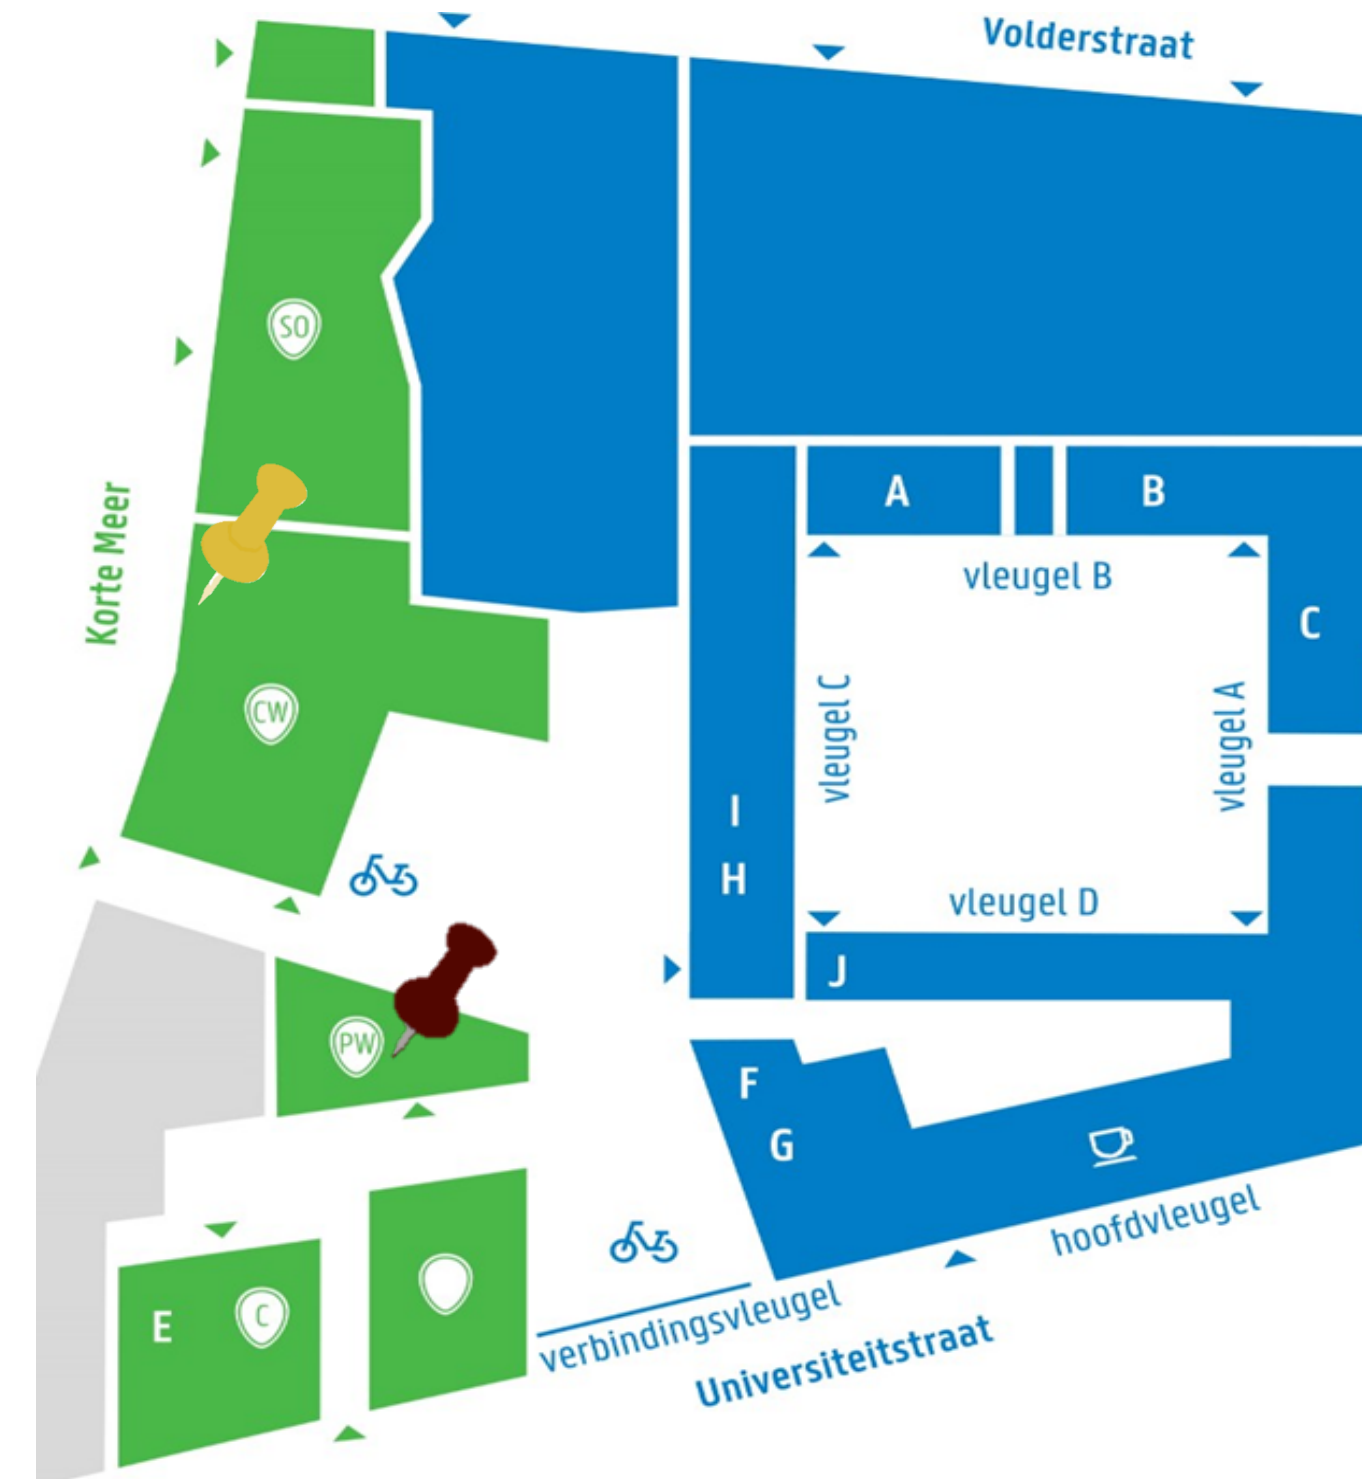 Volderstraat
SO
A
B
vleugel B
Korte Meer
C
CW
vleugel C
vleugel A
I
H
vleugel D
J
PW
F
G
hoofdvleugel
E
C
verbindingsvleugel
Universiteitstraat